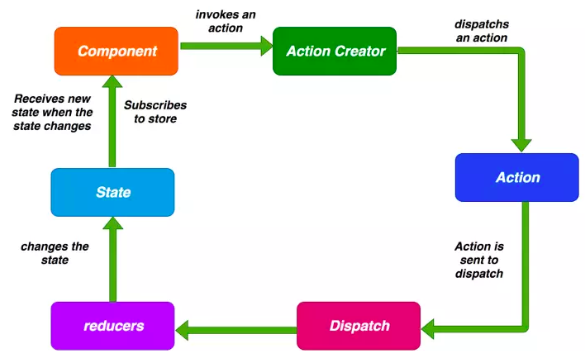 invokes an
action
dispatchs
an action
Component
Action Creator
Receives new
state when the
state changes
Subscribes
to store
State
Action
changes the
state
Action is
sent to
dispatch
reducers
Dispatch